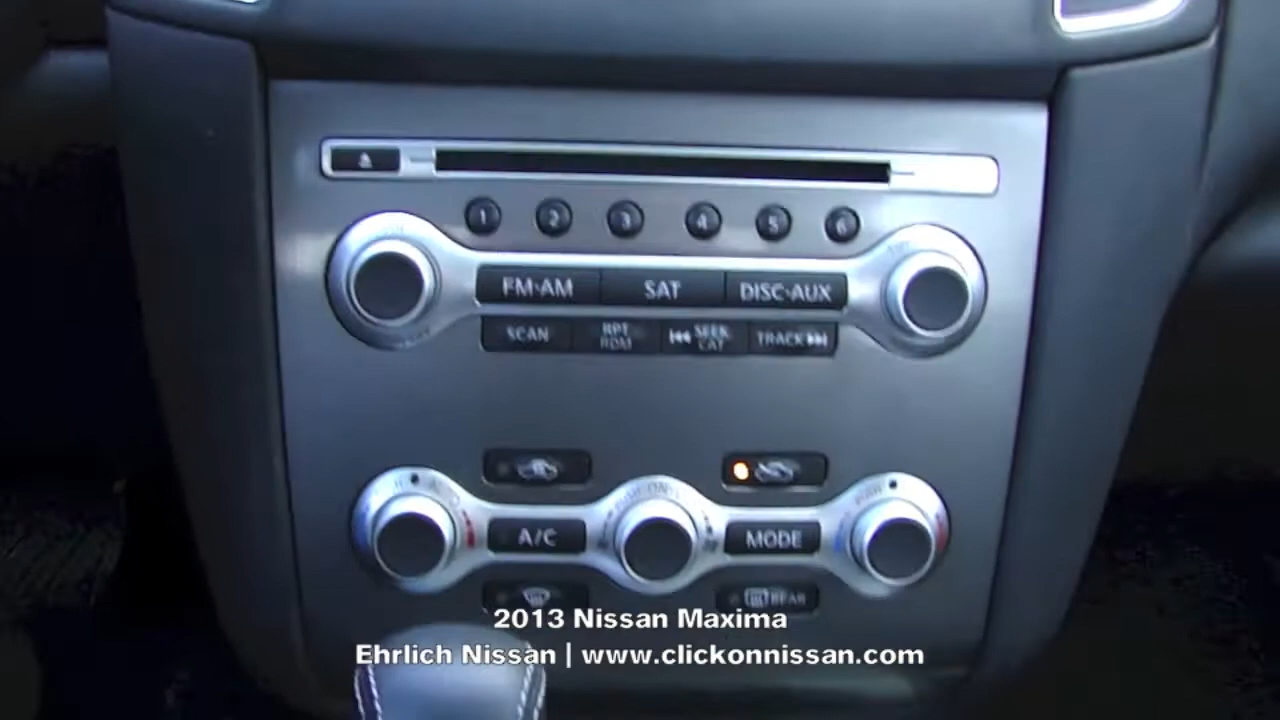 1 2 3 4 5 6
FM·AM SAT DISC·AUX
SCAN RPT RDM SEEK CAT TRACK
A/C MODE
REAR
2013 Nissan Maxima
Ehrlich Nissan | www.clickonnissan.com